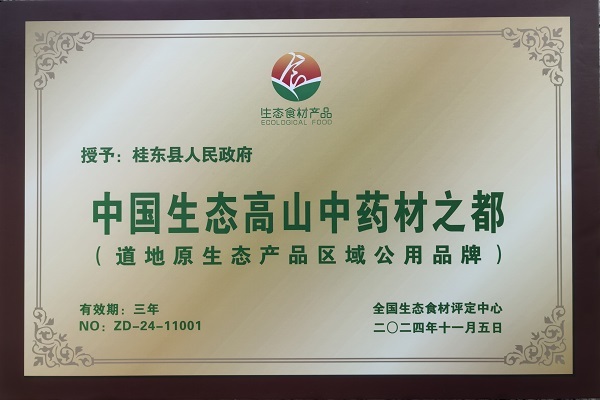 生态食材产品
ECOLOGICAL FOOD
授予：桂东县人民政府
中国生态高山中药材之都
（道地原生态产品区域公用品牌）
有效期：三年
NO：ZD-24-11001
全国生态食材评定中心
二〇二四年十一月五日